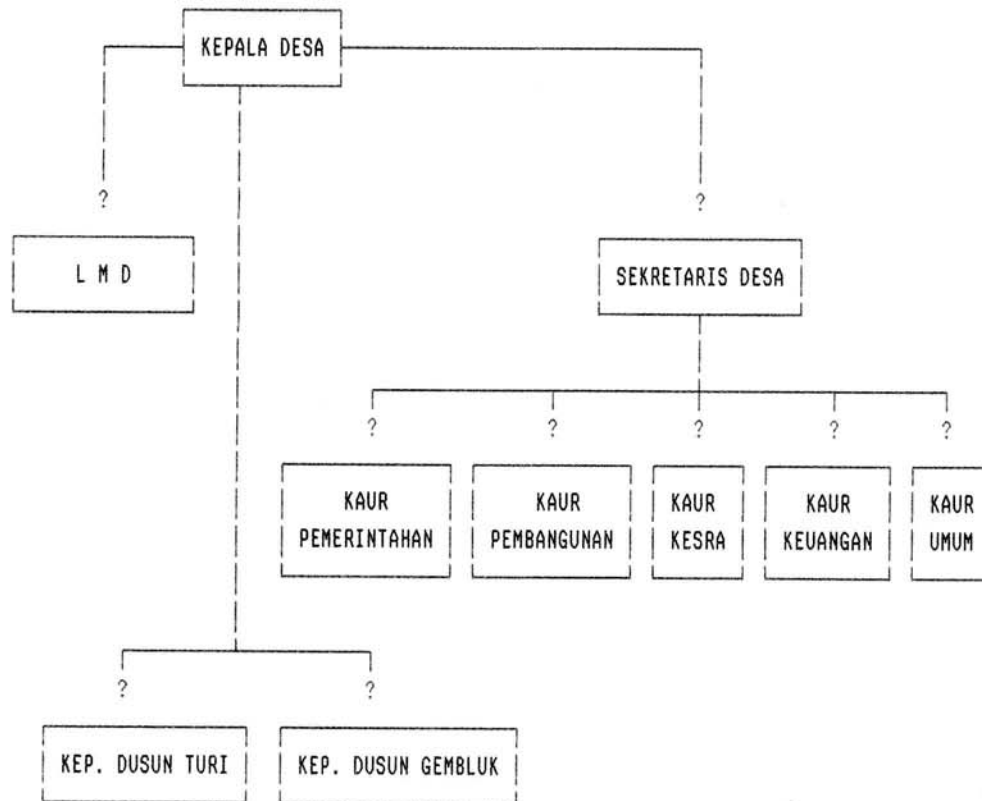 KEPALA DESA
?
?
L M D
SEKRETARIS DESA
?
?
?
?
?
KAUR
PEMERINTAHAN
KAUR
PEMBANGUNAN
KAUR
KESRA
KAUR
KEUANGAN
KAUR
UMUM
?
?
KEP. DUSUN TURI
KEP. DUSUN GEMBLUK